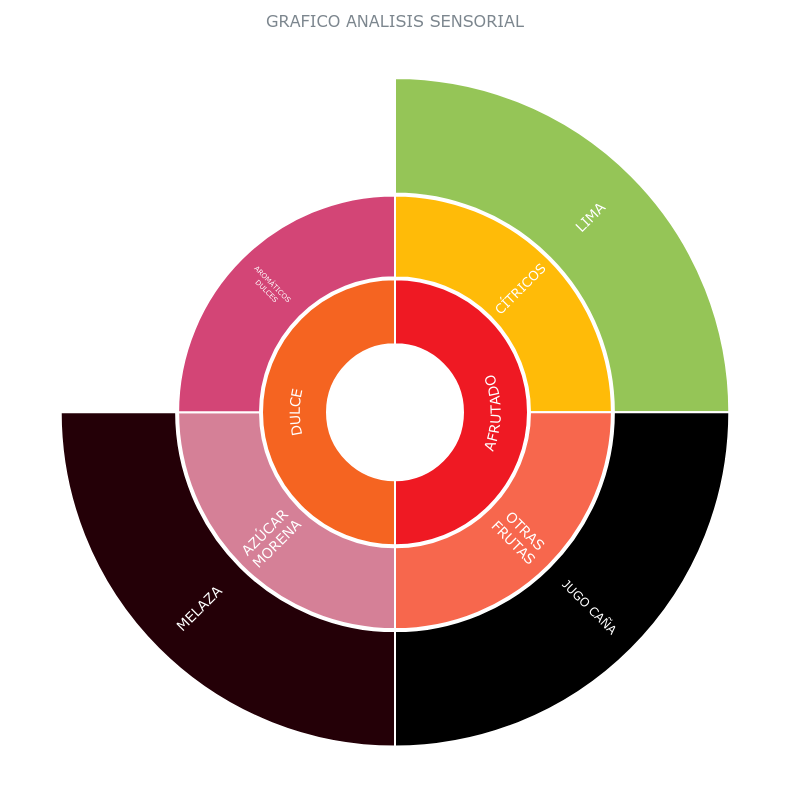 GRAFICO ANALISIS SENSORIAL
LIMA
CÍTRICOS
AROMÁTICOS
DULCES
DULCE
AFRUTADO
AZÚCAR
MORENA
OTRAS
FRUTAS
MELAZA
JUGO CAÑA